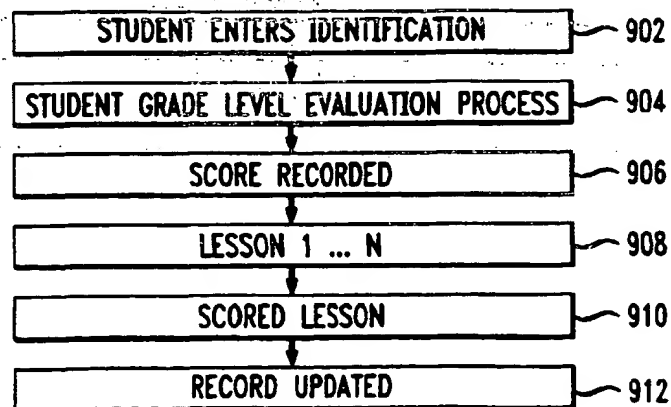 STUDENT ENTERS IDENTIFICATION 902
STUDENT GRADE LEVEL EVALUATION PROCESS 904
SCORE RECORDED 906
LESSON 1 ... N 908
SCORED LESSON 910
RECORD UPDATED 912